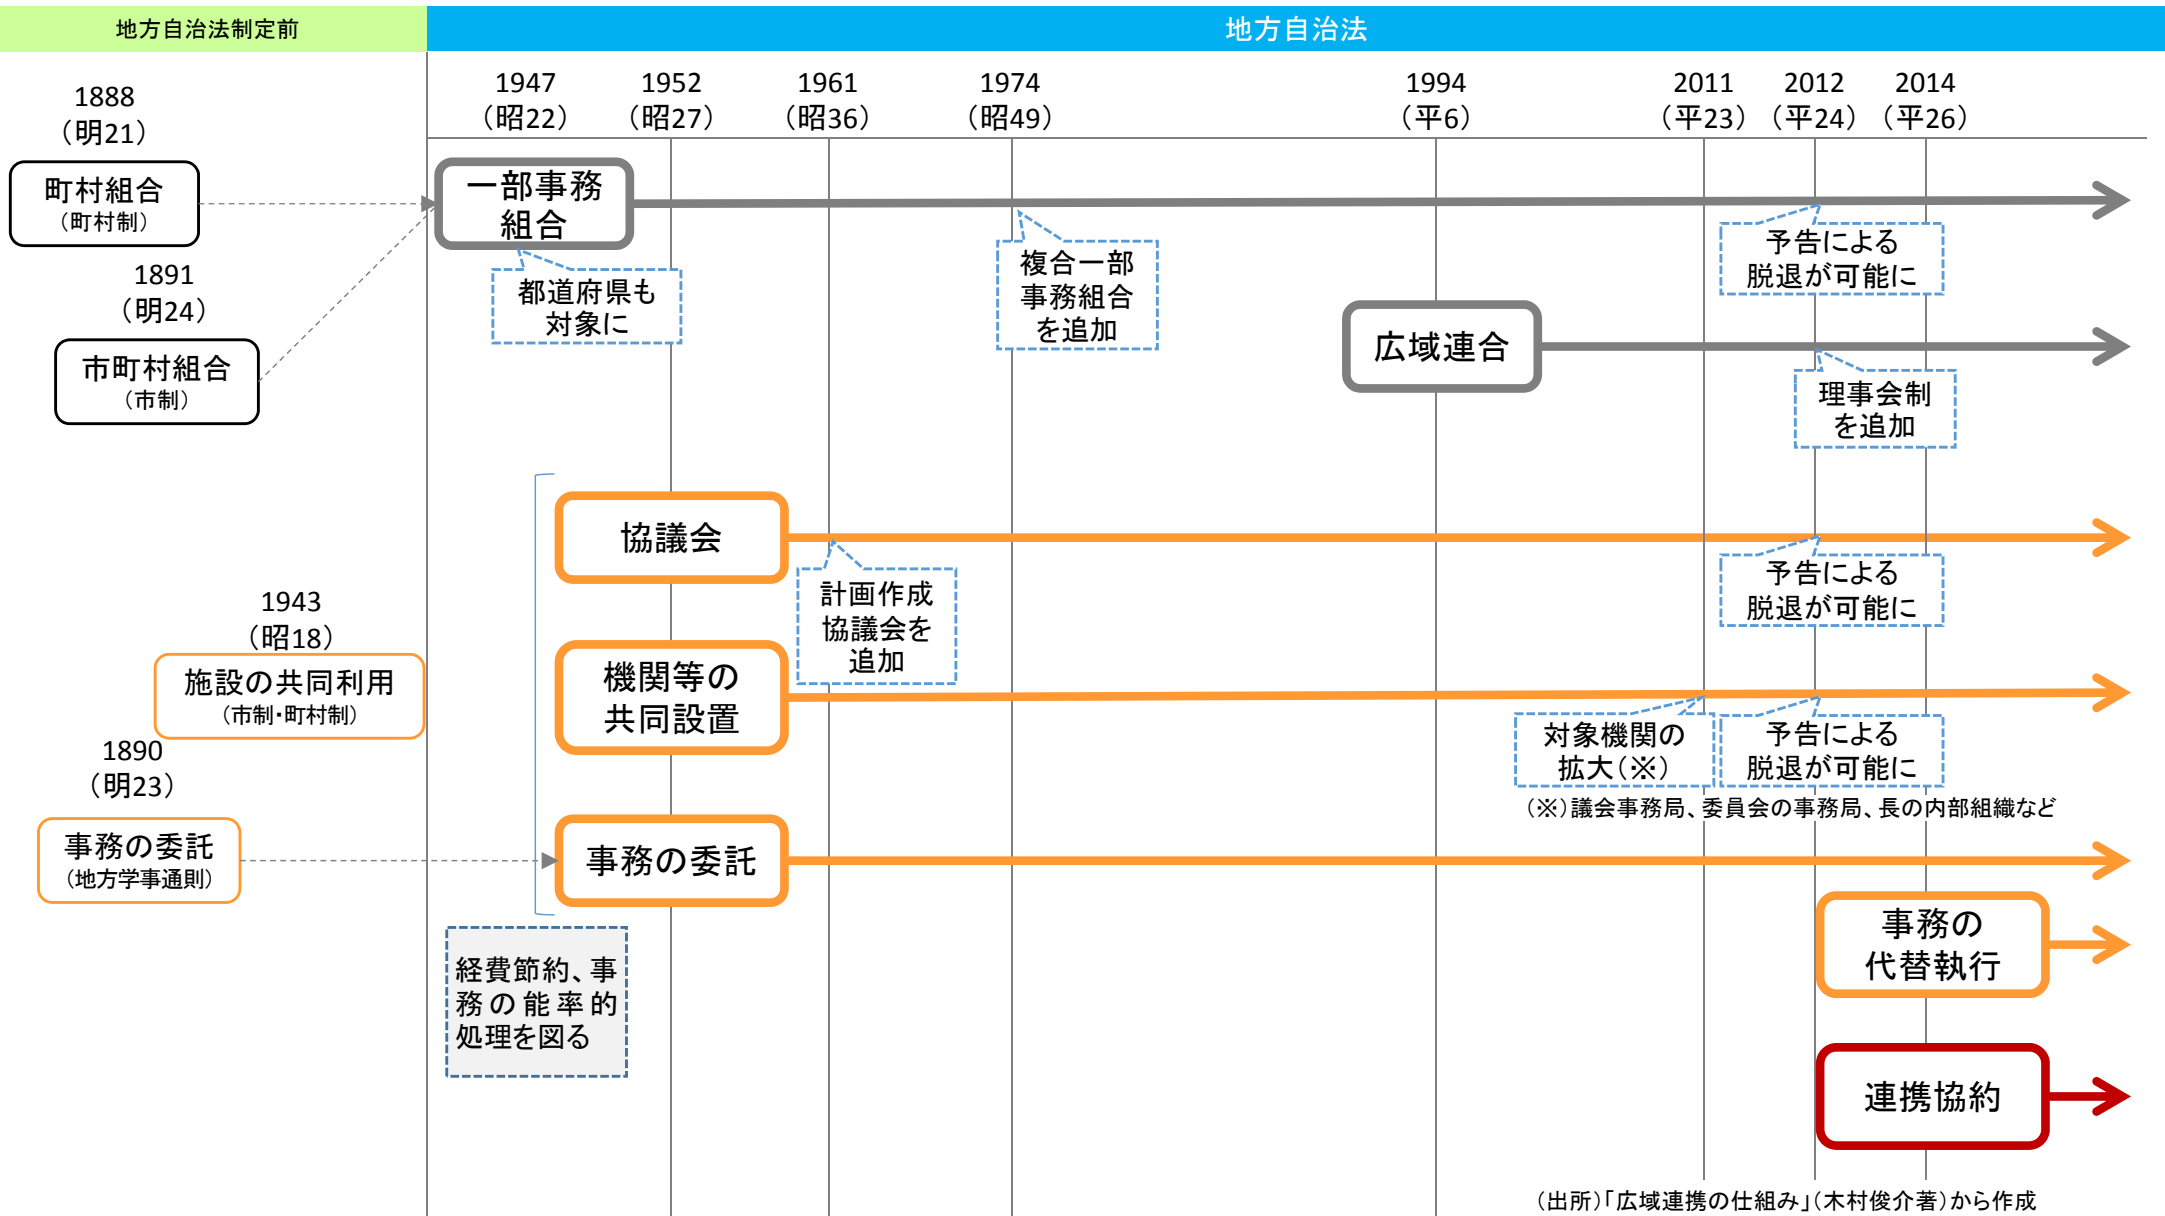 地方自治法制定前
地方自治法
1947
（昭22）
1952
（昭27）
1961
（昭36）
1974
（昭49）
1994
（平6）
2011
（平23）
2012
（平24）
2014
（平26）
1888
（明21）
町村組合
（町村制）
1891
（明24）
市町村組合
（市制）
一部事務
組合
都道府県も
対象に
複合一部
事務組合
を追加
予告による
脱退が可能に
広域連合
理事会制
を追加
協議会
計画作成
協議会を
追加
予告による
脱退が可能に
1943
（昭18）
施設の共同利用
（市制・町村制）
機関等の
共同設置
対象機関の
拡大（※）
予告による
脱退が可能に
（※）議会事務局、委員会の事務局、長の内部組織など
1890
（明23）
事務の委託
（地方学事通則）
事務の委託
経費節約、事
務の能率的
処理を図る
事務の
代替執行
連携協約
（出所）「広域連携の仕組み」（木村俊介著）から作成